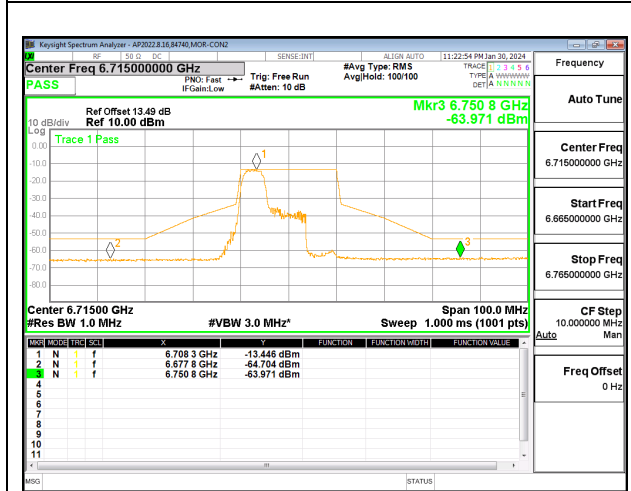 Keysight Spectrum Analyzer - AP2022.8.16,84740,MOR-CON2
RF 50 Ω DC SENSE:INT ALIGN AUTO 11:22:54 PM Jan 30, 2024
Center Freq 6.715000000 GHz
PNO: Fast
IFGain:Low
Trig: Free Run
#Atten: 10 dB
#Avg Type: RMS
Avg|Hold: 100/100
TRACE 1 2 3 4 5 6
TYPE A WWWWW
DET A N N N N N
PASS
Ref Offset 13.49 dB
Ref 10.00 dBm
10 dB/div
Log
Mkr3 6.750 8 GHz
-63.971 dBm
Trace 1 Pass
0.00
-10.0
-20.0
-30.0
-40.0
-50.0
-60.0
-70.0
-80.0
1
2
3
Center 6.71500 GHz Span 100.0 MHz
#Res BW 1.0 MHz #VBW 3.0 MHz* Sweep 1.000 ms (1001 pts)
MKR MODE TRC SCL X Y FUNCTION FUNCTION WIDTH FUNCTION VALUE
1 N 1 f 6.708 3 GHz -13.446 dBm
2 N 1 f 6.677 8 GHz -64.704 dBm
3 N 1 f 6.750 8 GHz -63.971 dBm
4
5
6
7
8
9
10
11
MSG STATUS
Frequency
Auto Tune
Center Freq
6.715000000 GHz
Start Freq
6.665000000 GHz
Stop Freq
6.765000000 GHz
CF Step
10.000000 MHz
Auto Man
Freq Offset
0 Hz